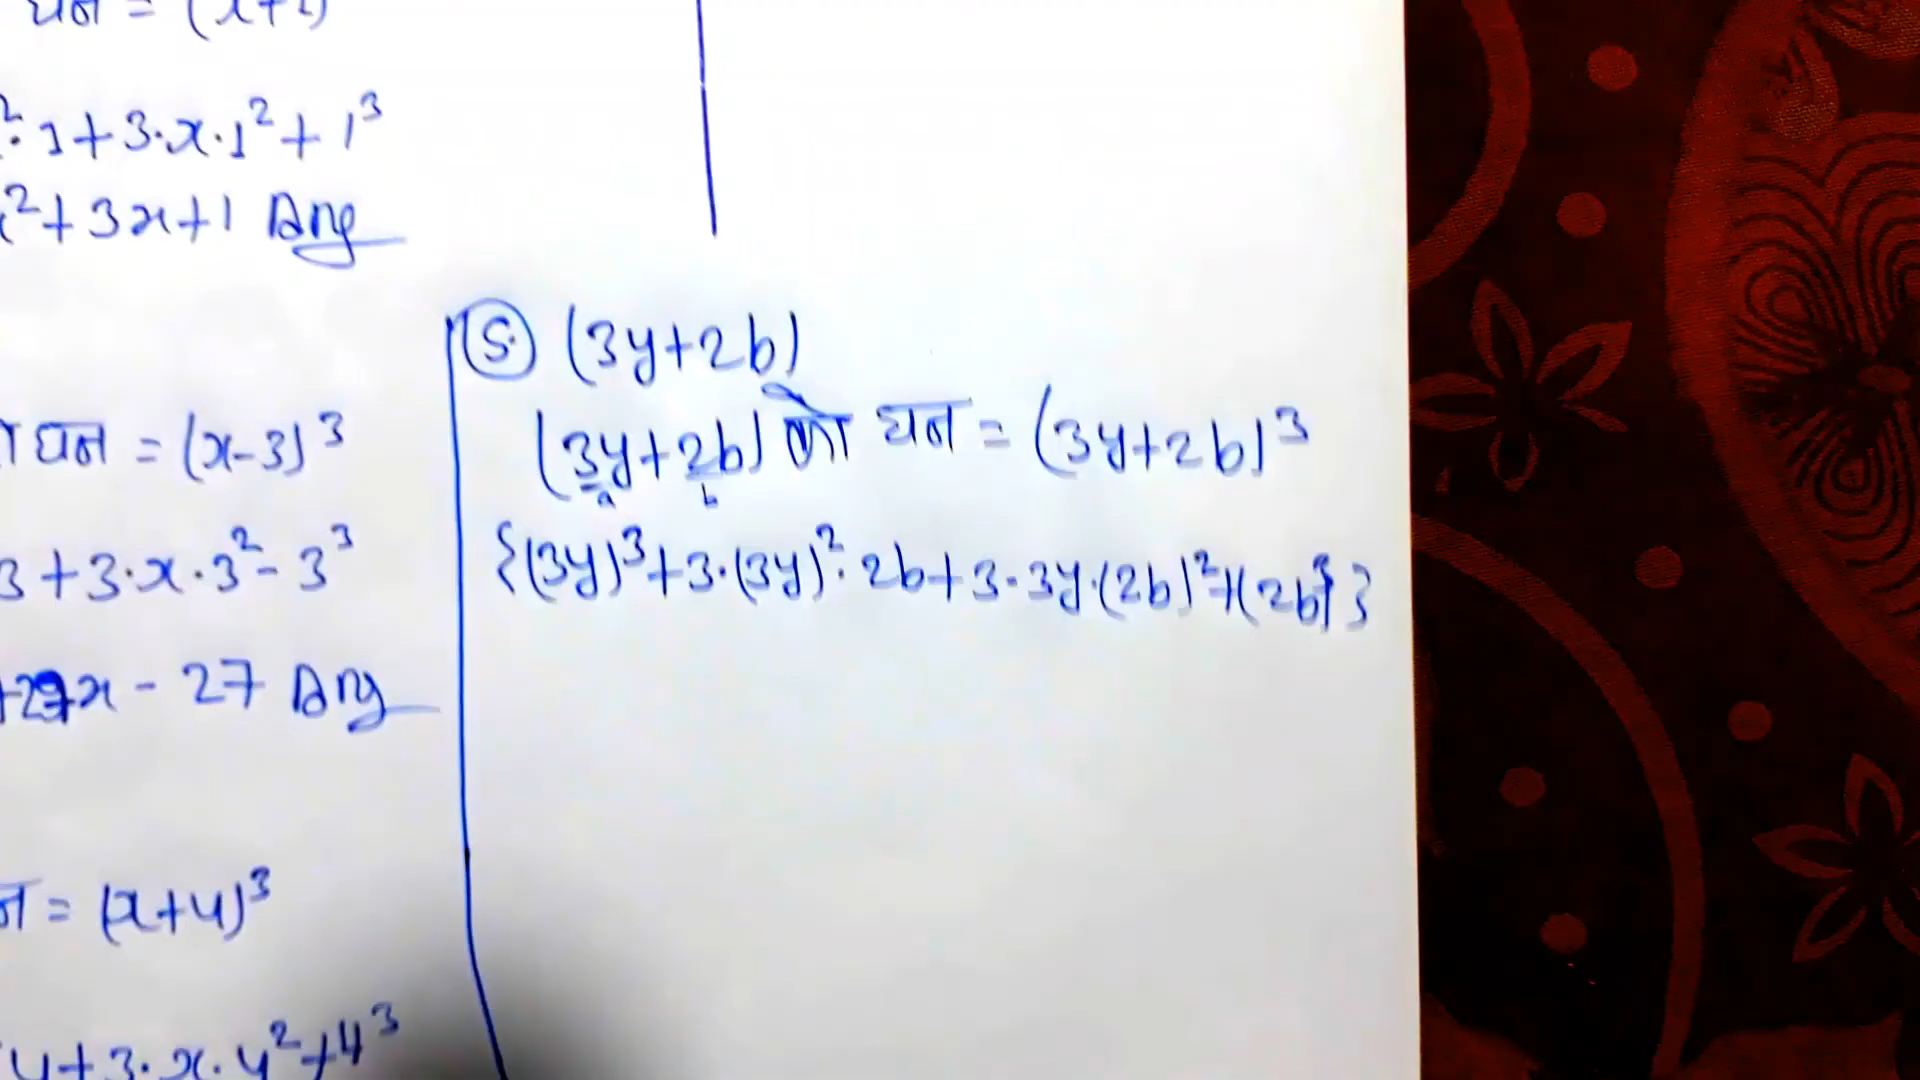 घन = (x+1)
².1+3.x.1²+1³
x²+3x+1 Ans
घन = (x-3)³
3+3.x.3²-3³
+27x - 27 Ans
= (x+4)³
4+3.x.4²+4³
5. (3y+2b)
(3y+2b) को घन = (3y+2b)³
a b
{(3y)³+3.(3y)².2b+3.3y.(2b)²+(2b)³}